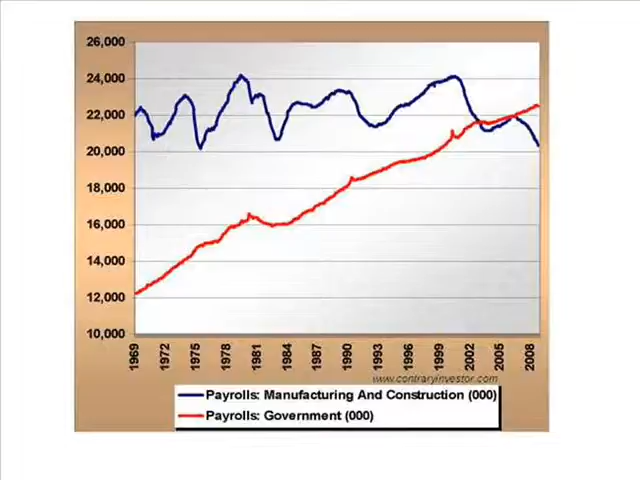 26,000
24,000
22,000
20,000
18,000
16,000
14,000
12,000
10,000
1969 1972 1975 1978 1981 1984 1987 1990 1993 1996 1999 2002 2005 2008
www.contraryinvestor.com
Payrolls: Manufacturing And Construction (000)
Payrolls: Government (000)